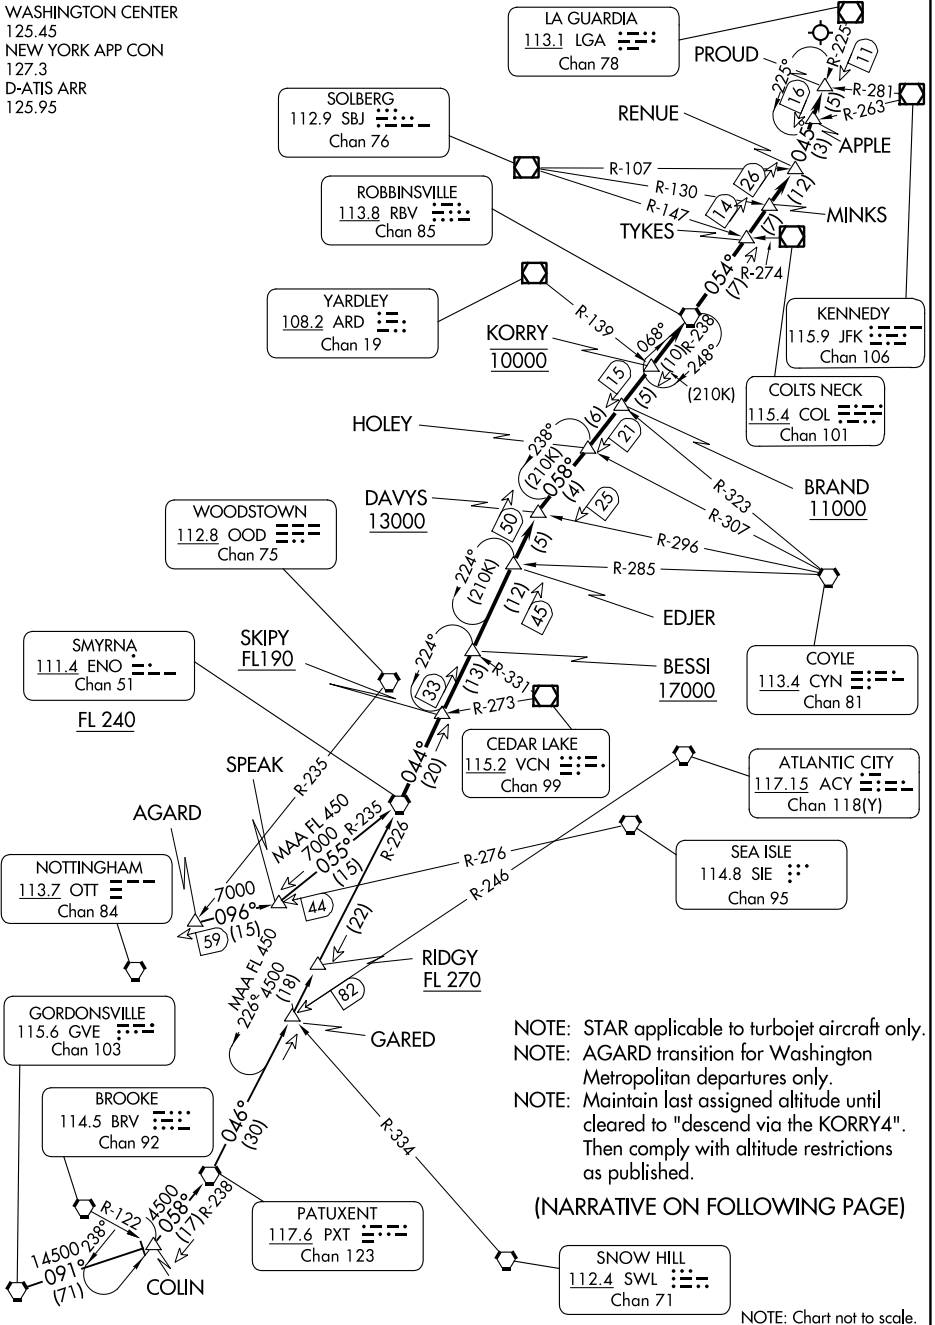 WASHINGTON CENTER
125.45
NEW YORK APP CON
127.3
D-ATIS ARR
125.95
LA GUARDIA
113.1 LGA
Chan 78
PROUD
R-225
11
225°
16
(5)
R-281
R-263
APPLE
045°
(3)
SOLBERG
112.9 SBJ
Chan 76
RENUE
R-107
26
(12)
R-130
14
MINKS
R-147
TYKES
(7)
R-274
ROBBINSVILLE
113.8 RBV
Chan 85
054°
(7)
KENNEDY
115.9 JFK
Chan 106
YARDLEY
108.2 ARD
Chan 19
R-139
KORRY
10000
068°
(10)
R-238
248°
(210K)
15
(5)
COLTS NECK
115.4 COL
Chan 101
HOLEY
(6)
238°
(210K)
21
058°
(4)
R-323
BRAND
11000
R-307
DAVYS
13000
50
25
R-296
(5)
R-285
WOODSTOWN
112.8 OOD
Chan 75
224°
(210K)
(12)
45
EDJER
SMYRNA
111.4 ENO
Chan 51
FL 240
SKIPY
FL190
224°
33
(13)
R-331
R-273
BESSI
17000
COYLE
113.4 CYN
Chan 81
CEDAR LAKE
115.2 VCN
Chan 99
044°
(20)
ATLANTIC CITY
117.15 ACY
Chan 118(Y)
SPEAK
R-235
AGARD
MAA FL 450
7000
R-235
055°
(15)
R-226
R-276
R-246
SEA ISLE
114.8 SIE
Chan 95
NOTTINGHAM
113.7 OTT
Chan 84
7000
096°
(15)
59
44
(22)
RIDGY
FL 270
MAA FL 450
4500
226°
(18)
82
GARED
GORDONSVILLE
115.6 GVE
Chan 103
NOTE: STAR applicable to turbojet aircraft only.
NOTE: AGARD transition for Washington
Metropolitan departures only.
NOTE: Maintain last assigned altitude until
cleared to "descend via the KORRY4".
Then comply with altitude restrictions
as published.
(NARRATIVE ON FOLLOWING PAGE)
BROOKE
114.5 BRV
Chan 92
046°
(30)
R-334
R-122
4500
058°
(17)
R-238
PATUXENT
117.6 PXT
Chan 123
14500
238°
091°
(71)
COLIN
SNOW HILL
112.4 SWL
Chan 71
NOTE: Chart not to scale.